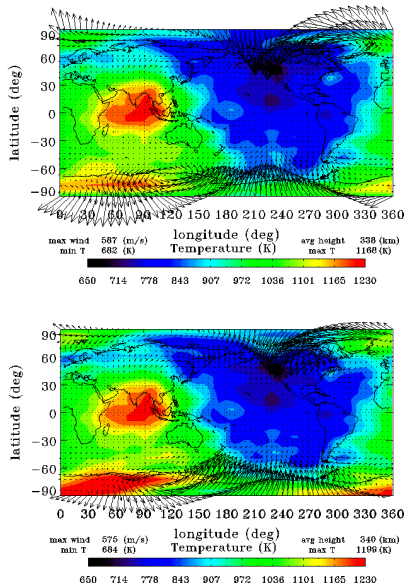 90
60
30
0
-30
-60
-90
latitude (deg)
0 30 60 90 120 150 180 210 240 270 300 330 360
longitude (deg)
max wind 587 (m/s) Temperature (K) avg height 338 (km)
min T 682 (K) max T 1168 (K)
650 714 778 843 907 972 1036 1101 1165 1230
90
60
30
0
-30
-60
-90
latitude (deg)
0 30 60 90 120 150 180 210 240 270 300 330 360
longitude (deg)
max wind 575 (m/s) Temperature (K) avg height 340 (km)
min T 684 (K) max T 1199 (K)
650 714 778 843 907 972 1036 1101 1165 1230